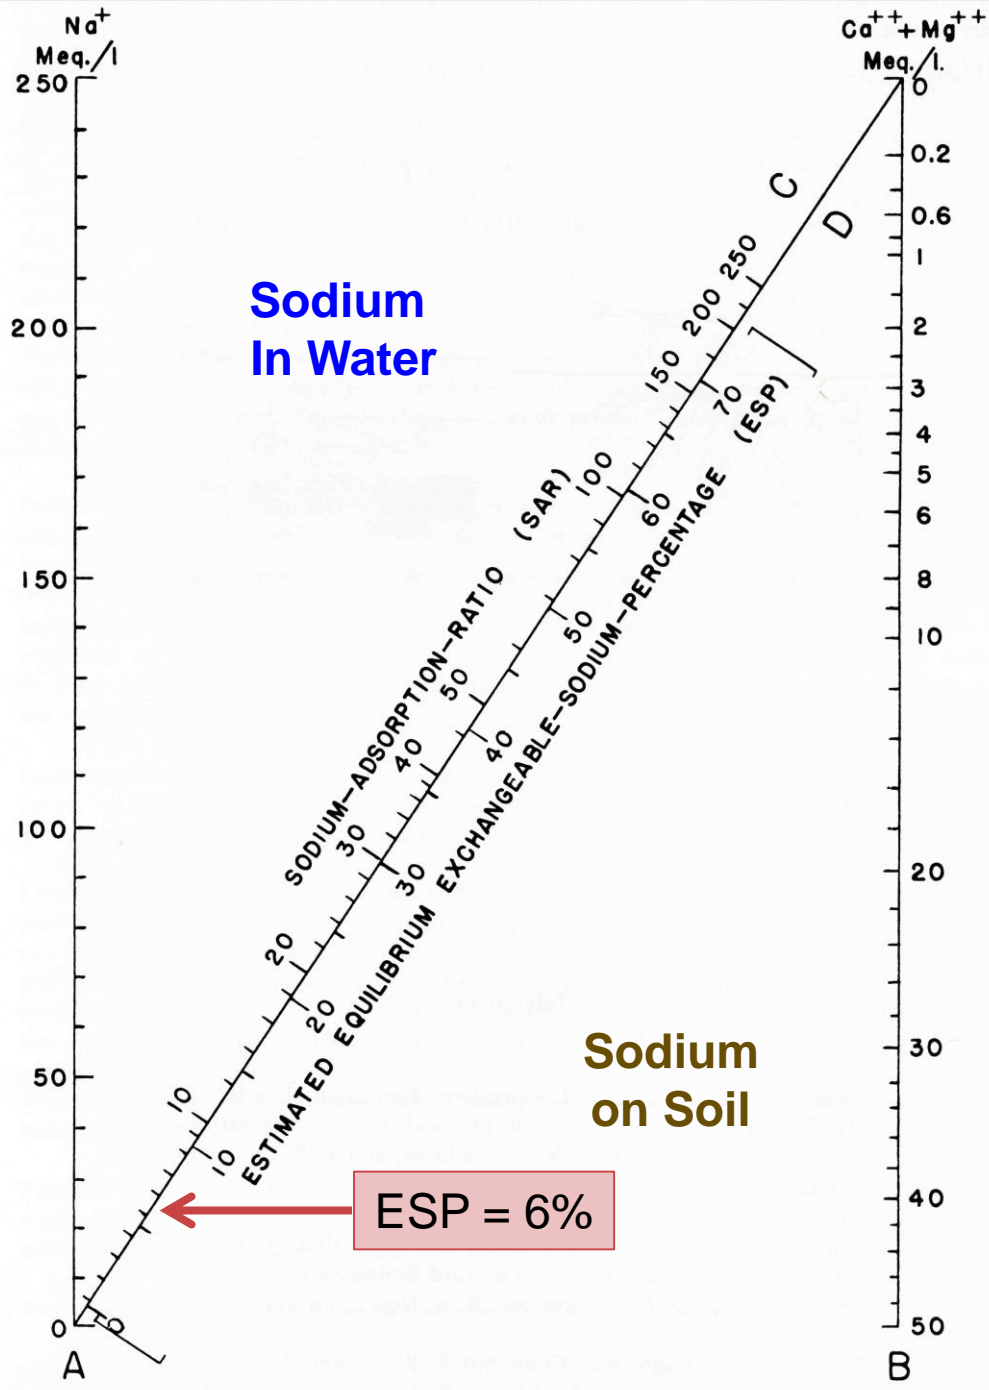 Na+
Meq./l
Ca++ + Mg++
Meq./l.
250
200
150
100
50
0
A
0
0.2
0.6
1
2
3
4
5
6
8
10
20
30
40
50
B
C
D
250
200
150
100
50
40
30
20
10
SODIUM-ADSORPTION-RATIO (SAR)
70
60
50
40
30
20
10
0
ESTIMATED EQUILIBRIUM EXCHANGEABLE-SODIUM-PERCENTAGE (ESP)
Sodium
In Water
Sodium
on Soil
ESP = 6%